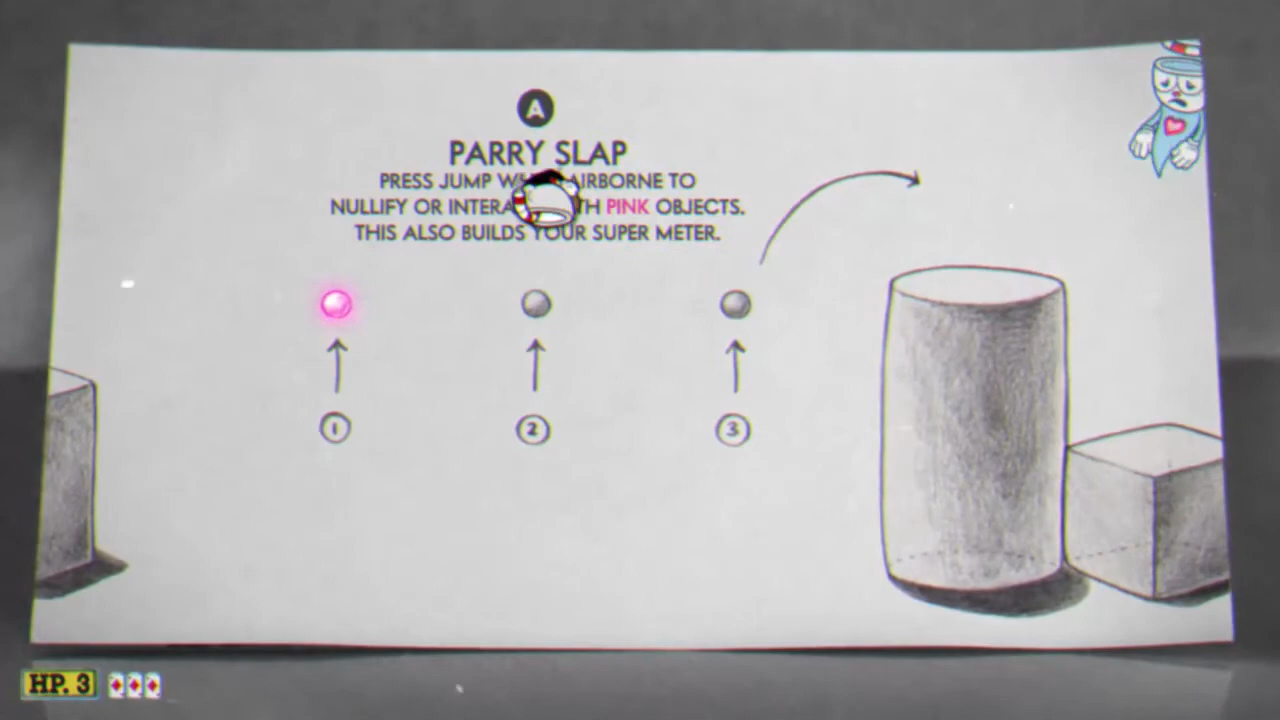 A
PARRY SLAP
PRESS JUMP AIRBORNE TO
NULLIFY OR PINK OBJECTS.
THIS ALSO BUILDS YOUR SUPER METER.
1 2 3
HP. 3